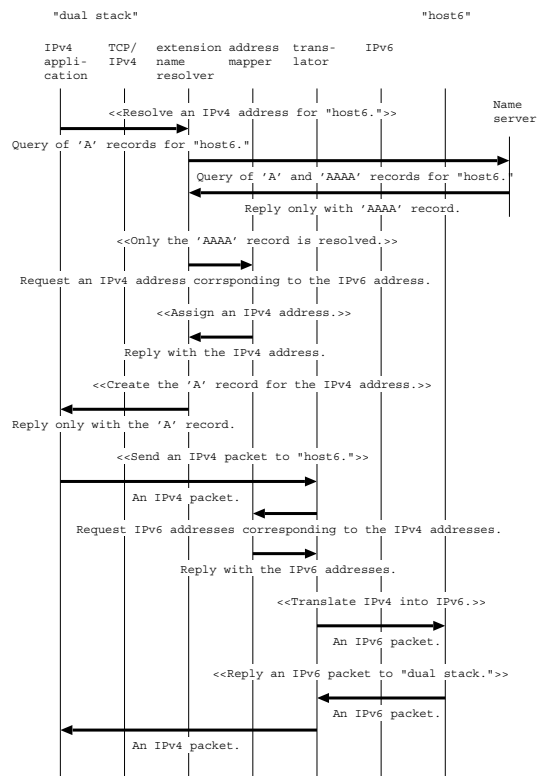 "dual stack" "host6"
IPv4 TCP/ extension address trans- IPv6
appli- IPv4 name mapper lator
cation resolver
Name
<<Resolve an IPv4 address for "host6.">> server
Query of 'A' records for "host6."
Query of 'A' and 'AAAA' records for "host6."
Reply only with 'AAAA' record.
<<Only the 'AAAA' record is resolved.>>
Request an IPv4 address corrsponding to the IPv6 address.
<<Assign an IPv4 address.>>
Reply with the IPv4 address.
<<Create the 'A' record for the IPv4 address.>>
Reply only with the 'A' record.
<<Send an IPv4 packet to "host6.">>
An IPv4 packet.
Request IPv6 addresses corresponding to the IPv4 addresses.
Reply with the IPv6 addresses.
<<Translate IPv4 into IPv6.>>
An IPv6 packet.
<<Reply an IPv6 packet to "dual stack.">>
An IPv6 packet.
An IPv4 packet.